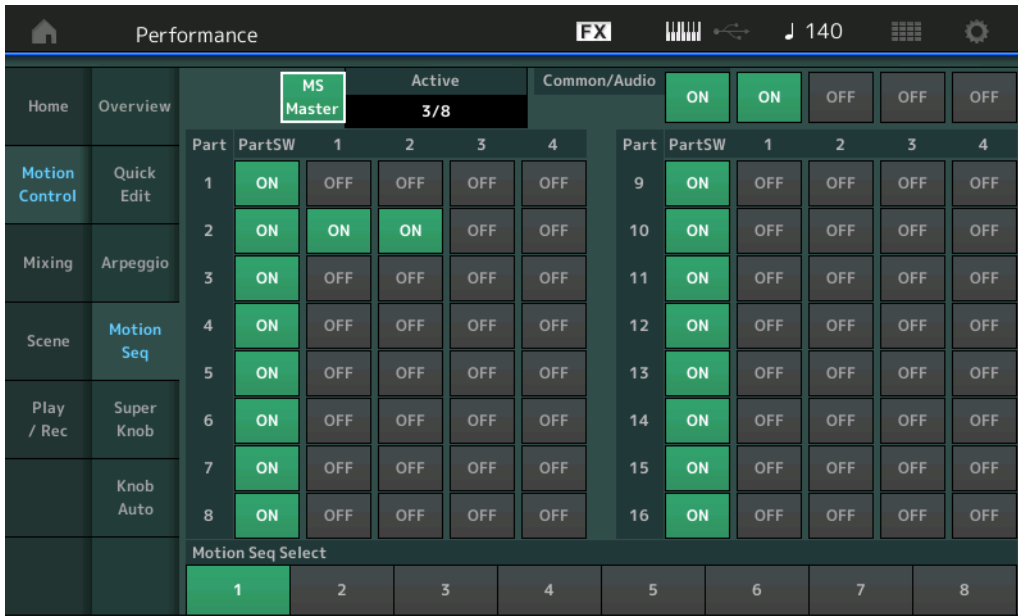 Performance FX 140
MS Master Active 3/8 Common/Audio ON ON OFF OFF OFF
Home Overview
Part PartSW 1 2 3 4 Part PartSW 1 2 3 4
Motion Control Quick Edit 1 ON OFF OFF OFF OFF 9 ON OFF OFF OFF OFF
2 ON ON ON OFF OFF 10 ON OFF OFF OFF OFF
Mixing Arpeggio 3 ON OFF OFF OFF OFF 11 ON OFF OFF OFF OFF
Scene Motion Seq 4 ON OFF OFF OFF OFF 12 ON OFF OFF OFF OFF
5 ON OFF OFF OFF OFF 13 ON OFF OFF OFF OFF
Play / Rec Super Knob 6 ON OFF OFF OFF OFF 14 ON OFF OFF OFF OFF
7 ON OFF OFF OFF OFF 15 ON OFF OFF OFF OFF
Knob Auto 8 ON OFF OFF OFF OFF 16 ON OFF OFF OFF OFF
Motion Seq Select
1 2 3 4 5 6 7 8